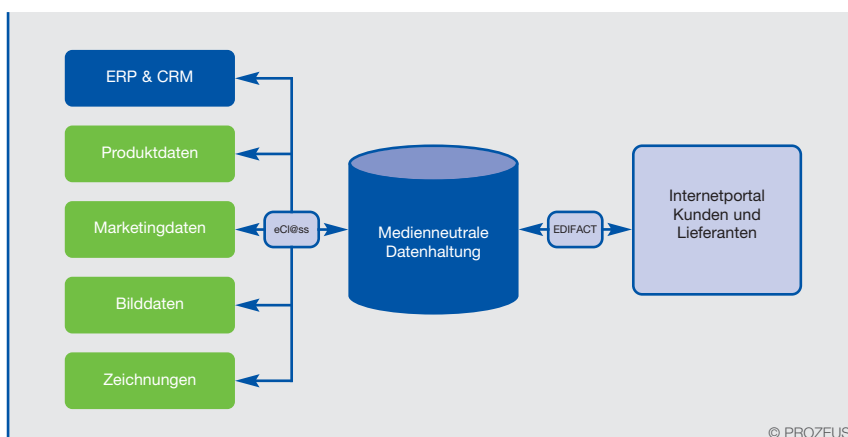 ERP & CRM
Produktdaten
Marketingdaten
Bilddaten
Zeichnungen
eCl@ss
Medienneutrale
Datenhaltung
EDIFACT
Internetportal
Kunden und
Lieferanten
© PROZEUS